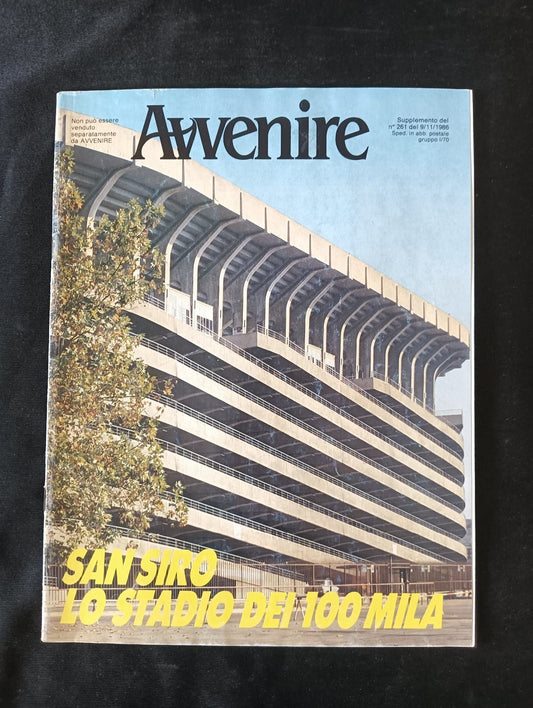 Non può essere
venduto
separatamente
da AVVENIRE
Avvenire
Supplemento del
n° 261 del 9/11/1986
Sped. in abb. postale
gruppo I/70
SAN SIRO
LO STADIO DEI 100 MILA